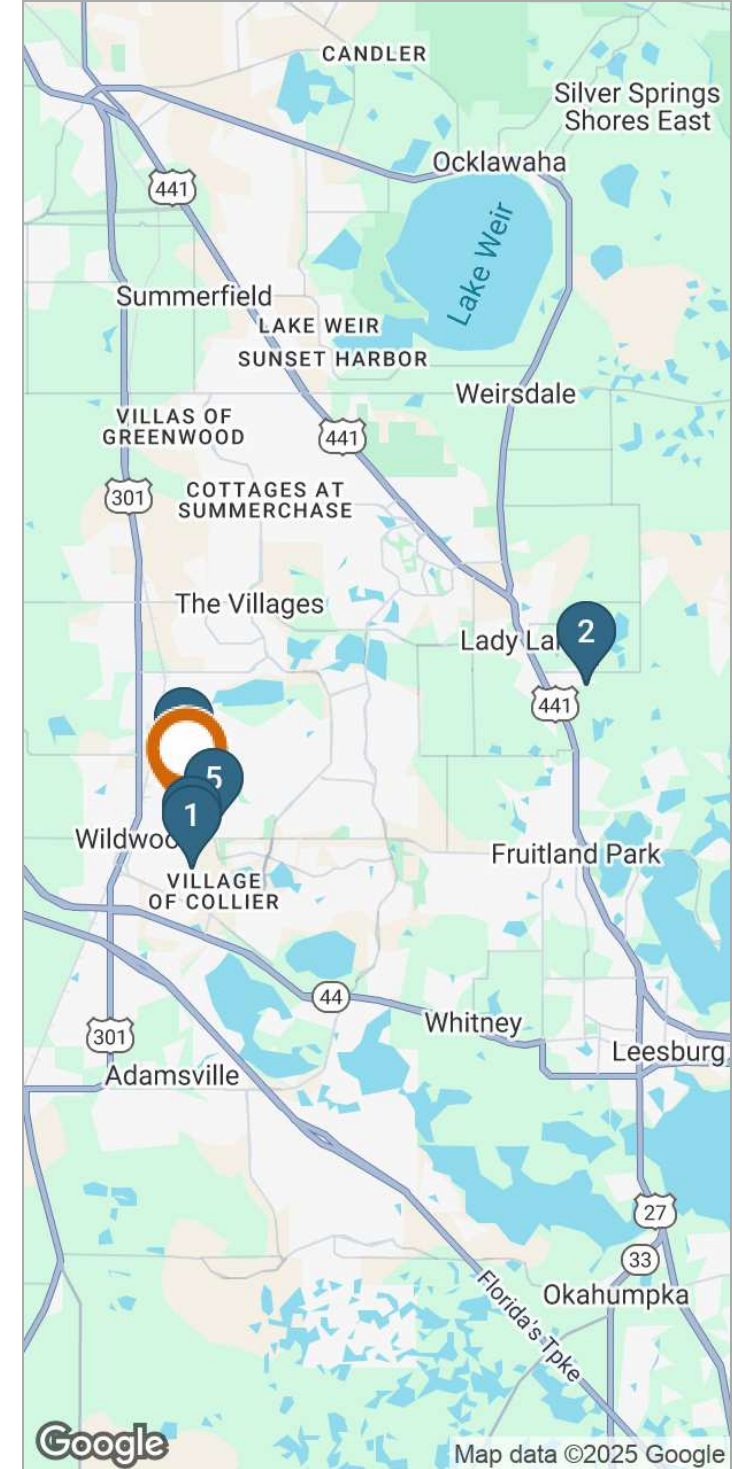 CANDLER
Silver Springs
Shores East
Ocklawaha
441
Lake Weir
Summerfield
LAKE WEIR
SUNSET HARBOR
Weirsdale
VILLAS OF
GREENWOOD
441
301
COTTAGES AT
SUMMERCHASE
The Villages
2
Lady La
441
5
1
Wildwoo
Fruitland Park
VILLAGE
OF COLLIER
44
Whitney
301
Leesburg
Adamsville
27
33
Okahumpka
Florida's Tpke
Google
Map data ©2025 Google